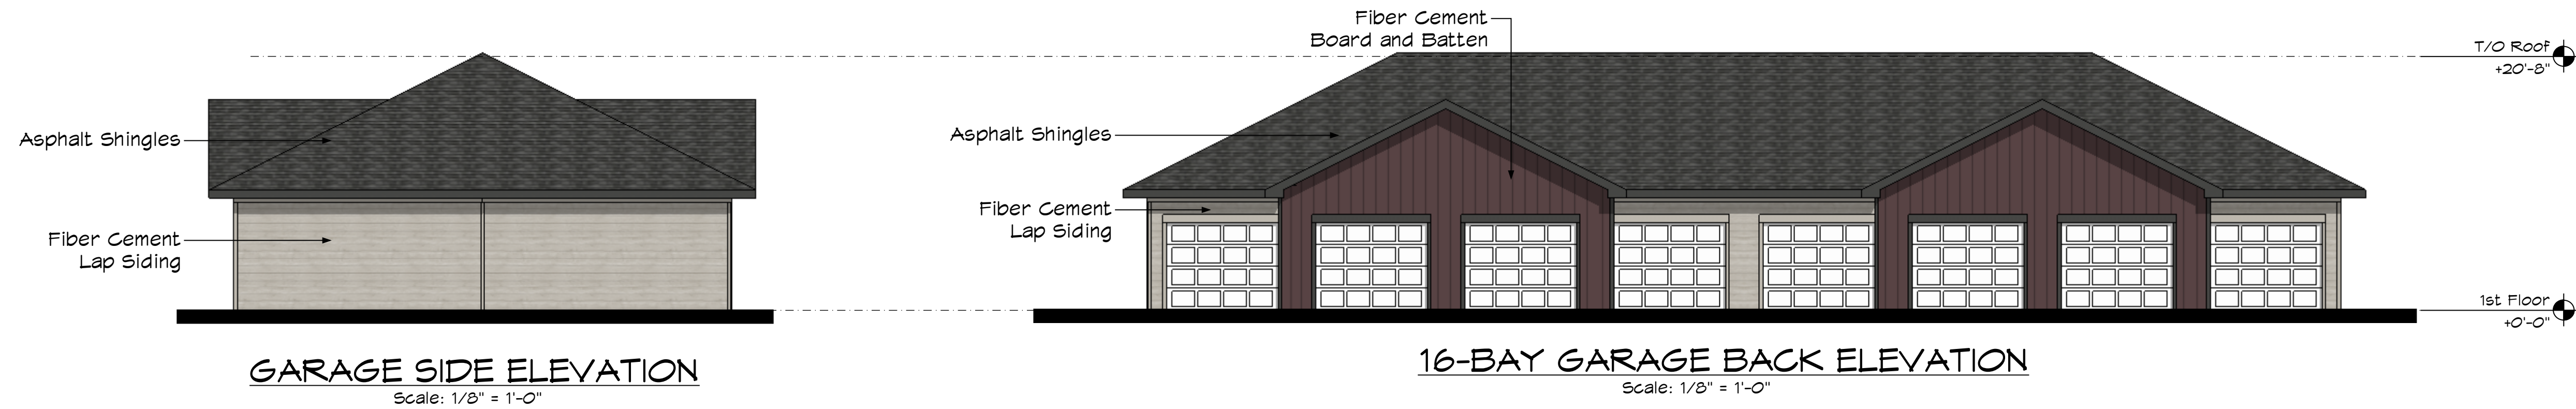 Asphalt Shingles
Fiber Cement
Lap Siding
GARAGE SIDE ELEVATION
Scale: 1/8" = 1'-0"
Fiber Cement
Board and Batten
Asphalt Shingles
Fiber Cement
Lap Siding
16-BAY GARAGE BACK ELEVATION
Scale: 1/8" = 1'-0"
T/O Roof
+20'-8"
1st Floor
+0'-0"